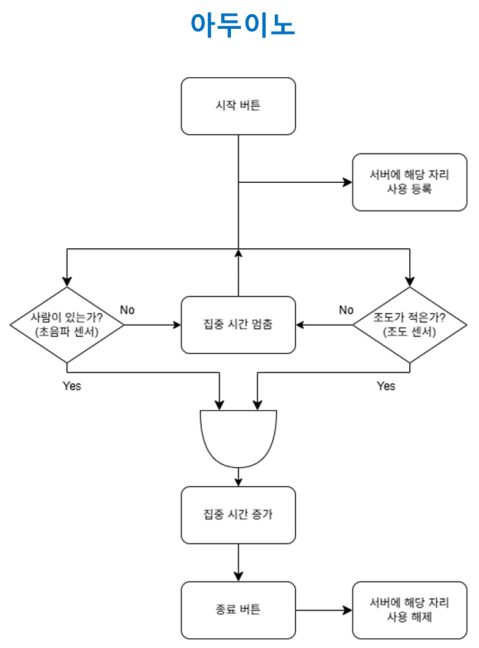 아두이노
시작 버튼
서버에 해당 자리
사용 등록
사람이 있는가?
(초음파 센서)
No
집중 시간 멈춤
No
조도가 적은가?
(조도 센서)
Yes
Yes
집중 시간 증가
종료 버튼
서버에 해당 자리
사용 해제